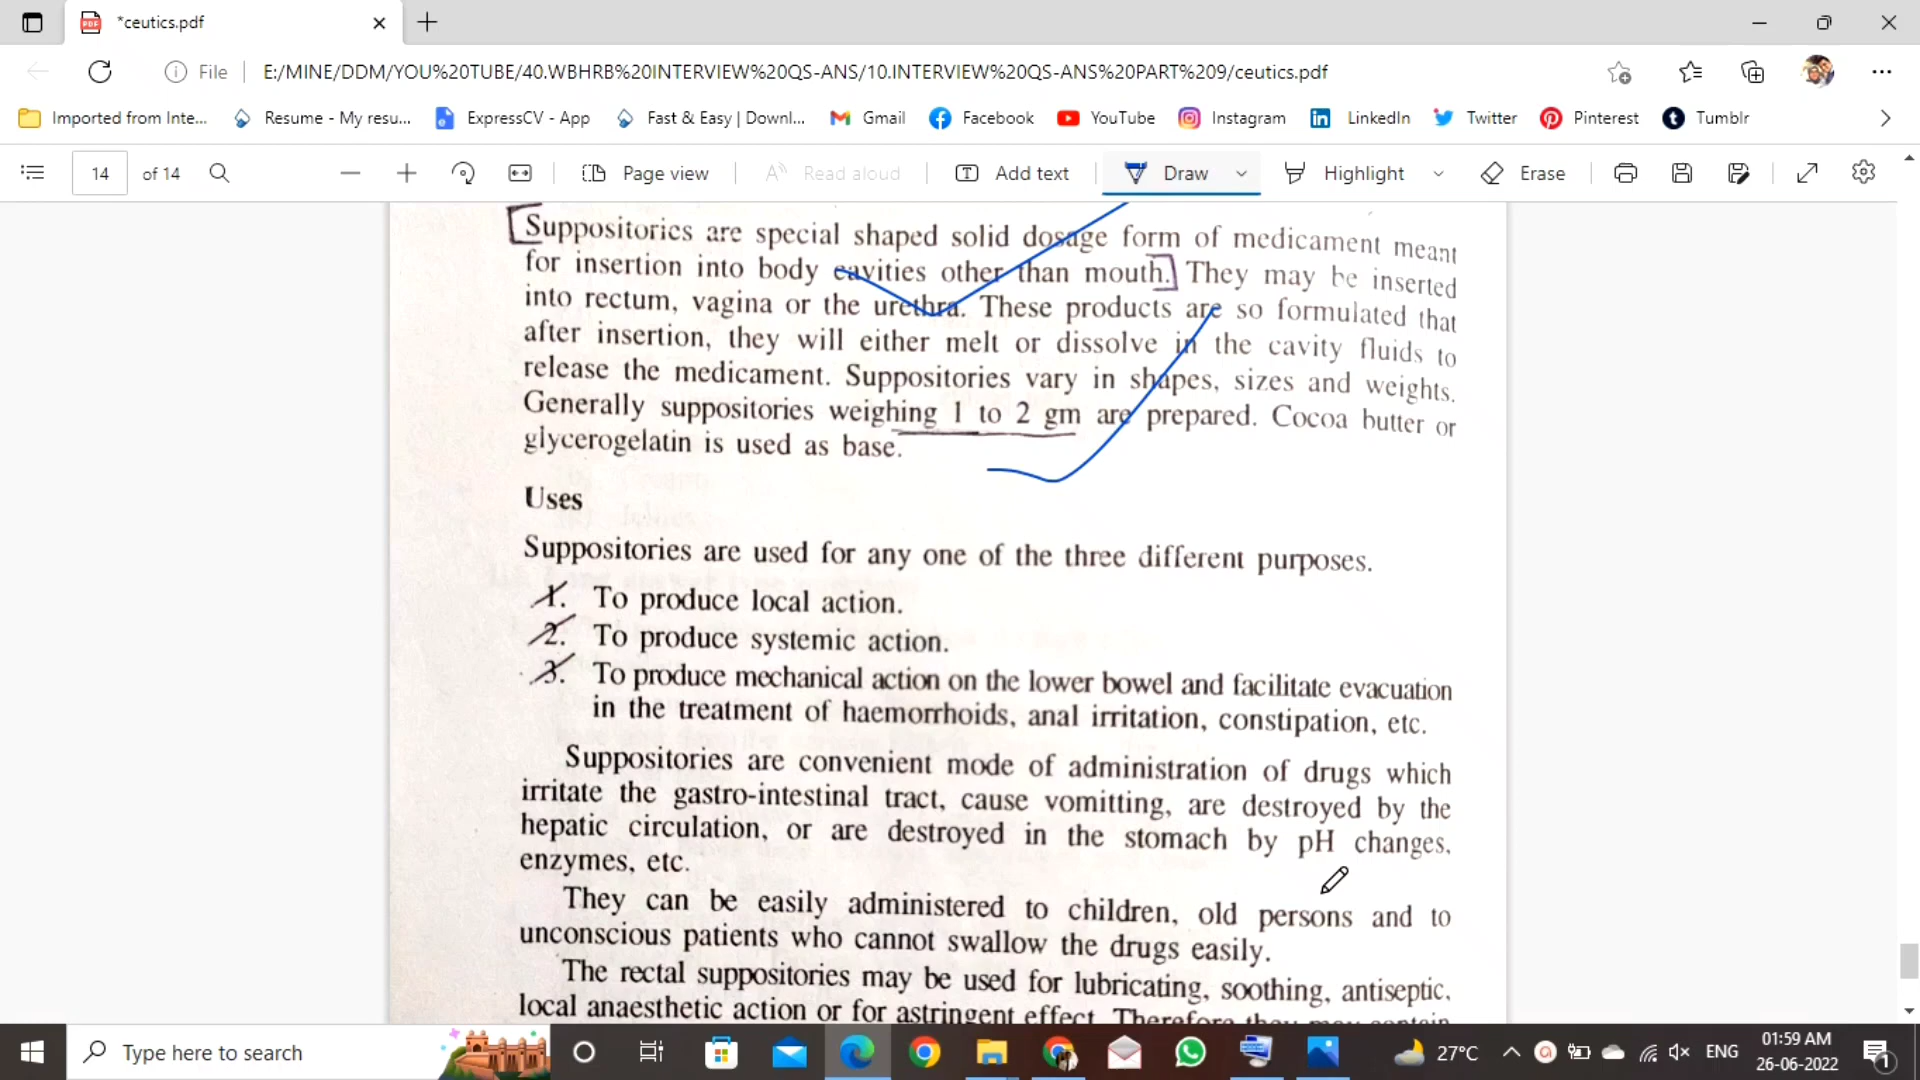 *ceutics.pdf
File
E:/MINE/DDM/YOU%20TUBE/40.WBHRB%20INTERVIEW%20QS-ANS/10.INTERVIEW%20QS-ANS%20PART%209/ceutics.pdf
Imported from Inte... Resume - My resu... ExpressCV - App Fast & Easy | Downl... Gmail Facebook YouTube Instagram LinkedIn Twitter Pinterest Tumblr
14 of 14 Page view Read aloud Add text Draw Highlight Erase
Suppositories are special shaped solid dosage form of medicament meant
for insertion into body cavities other than mouth. They may be inserted
into rectum, vagina or the urethra. These products are so formulated that
after insertion, they will either melt or dissolve in the cavity fluids to
release the medicament. Suppositories vary in shapes, sizes and weights.
Generally suppositories weighing 1 to 2 gm are prepared. Cocoa butter or
glycerogelatin is used as base.
Uses
Suppositories are used for any one of the three different purposes.
1. To produce local action.
2. To produce systemic action.
3. To produce mechanical action on the lower bowel and facilitate evacuation
in the treatment of haemorrhoids, anal irritation, constipation, etc.
Suppositories are convenient mode of administration of drugs which
irritate the gastro-intestinal tract, cause vomitting, are destroyed by the
hepatic circulation, or are destroyed in the stomach by pH changes,
enzymes, etc.
They can be easily administered to children, old persons and to
unconscious patients who cannot swallow the drugs easily.
The rectal suppositories may be used for lubricating, soothing, antiseptic,
local anaesthetic action or for astringent effect. Therefore they may contain
Type here to search
27°C ENG
01:59 AM
26-06-2022
1